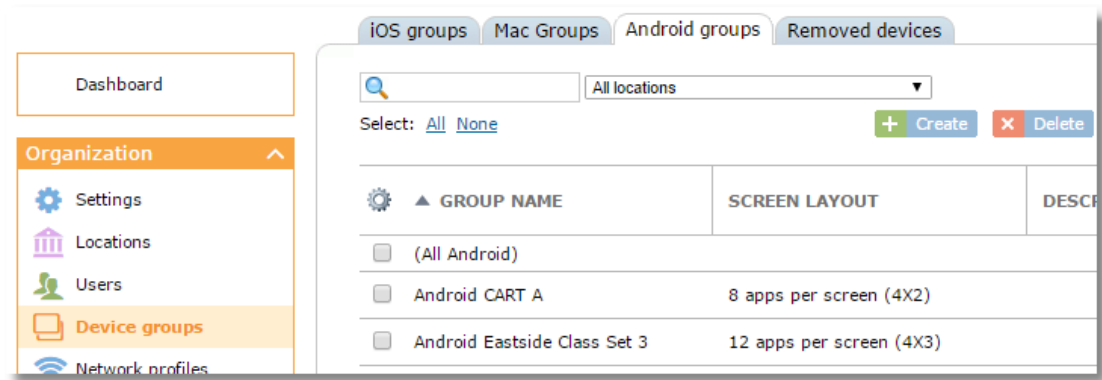 iOS groups Mac Groups Android groups Removed devices
Dashboard
All locations
Select: All None
Create Delete
Organization
GROUP NAME SCREEN LAYOUT DESCR
Settings
Locations
(All Android)
Users
Android CART A 8 apps per screen (4X2)
Device groups
Android Eastside Class Set 3 12 apps per screen (4X3)
Network profiles